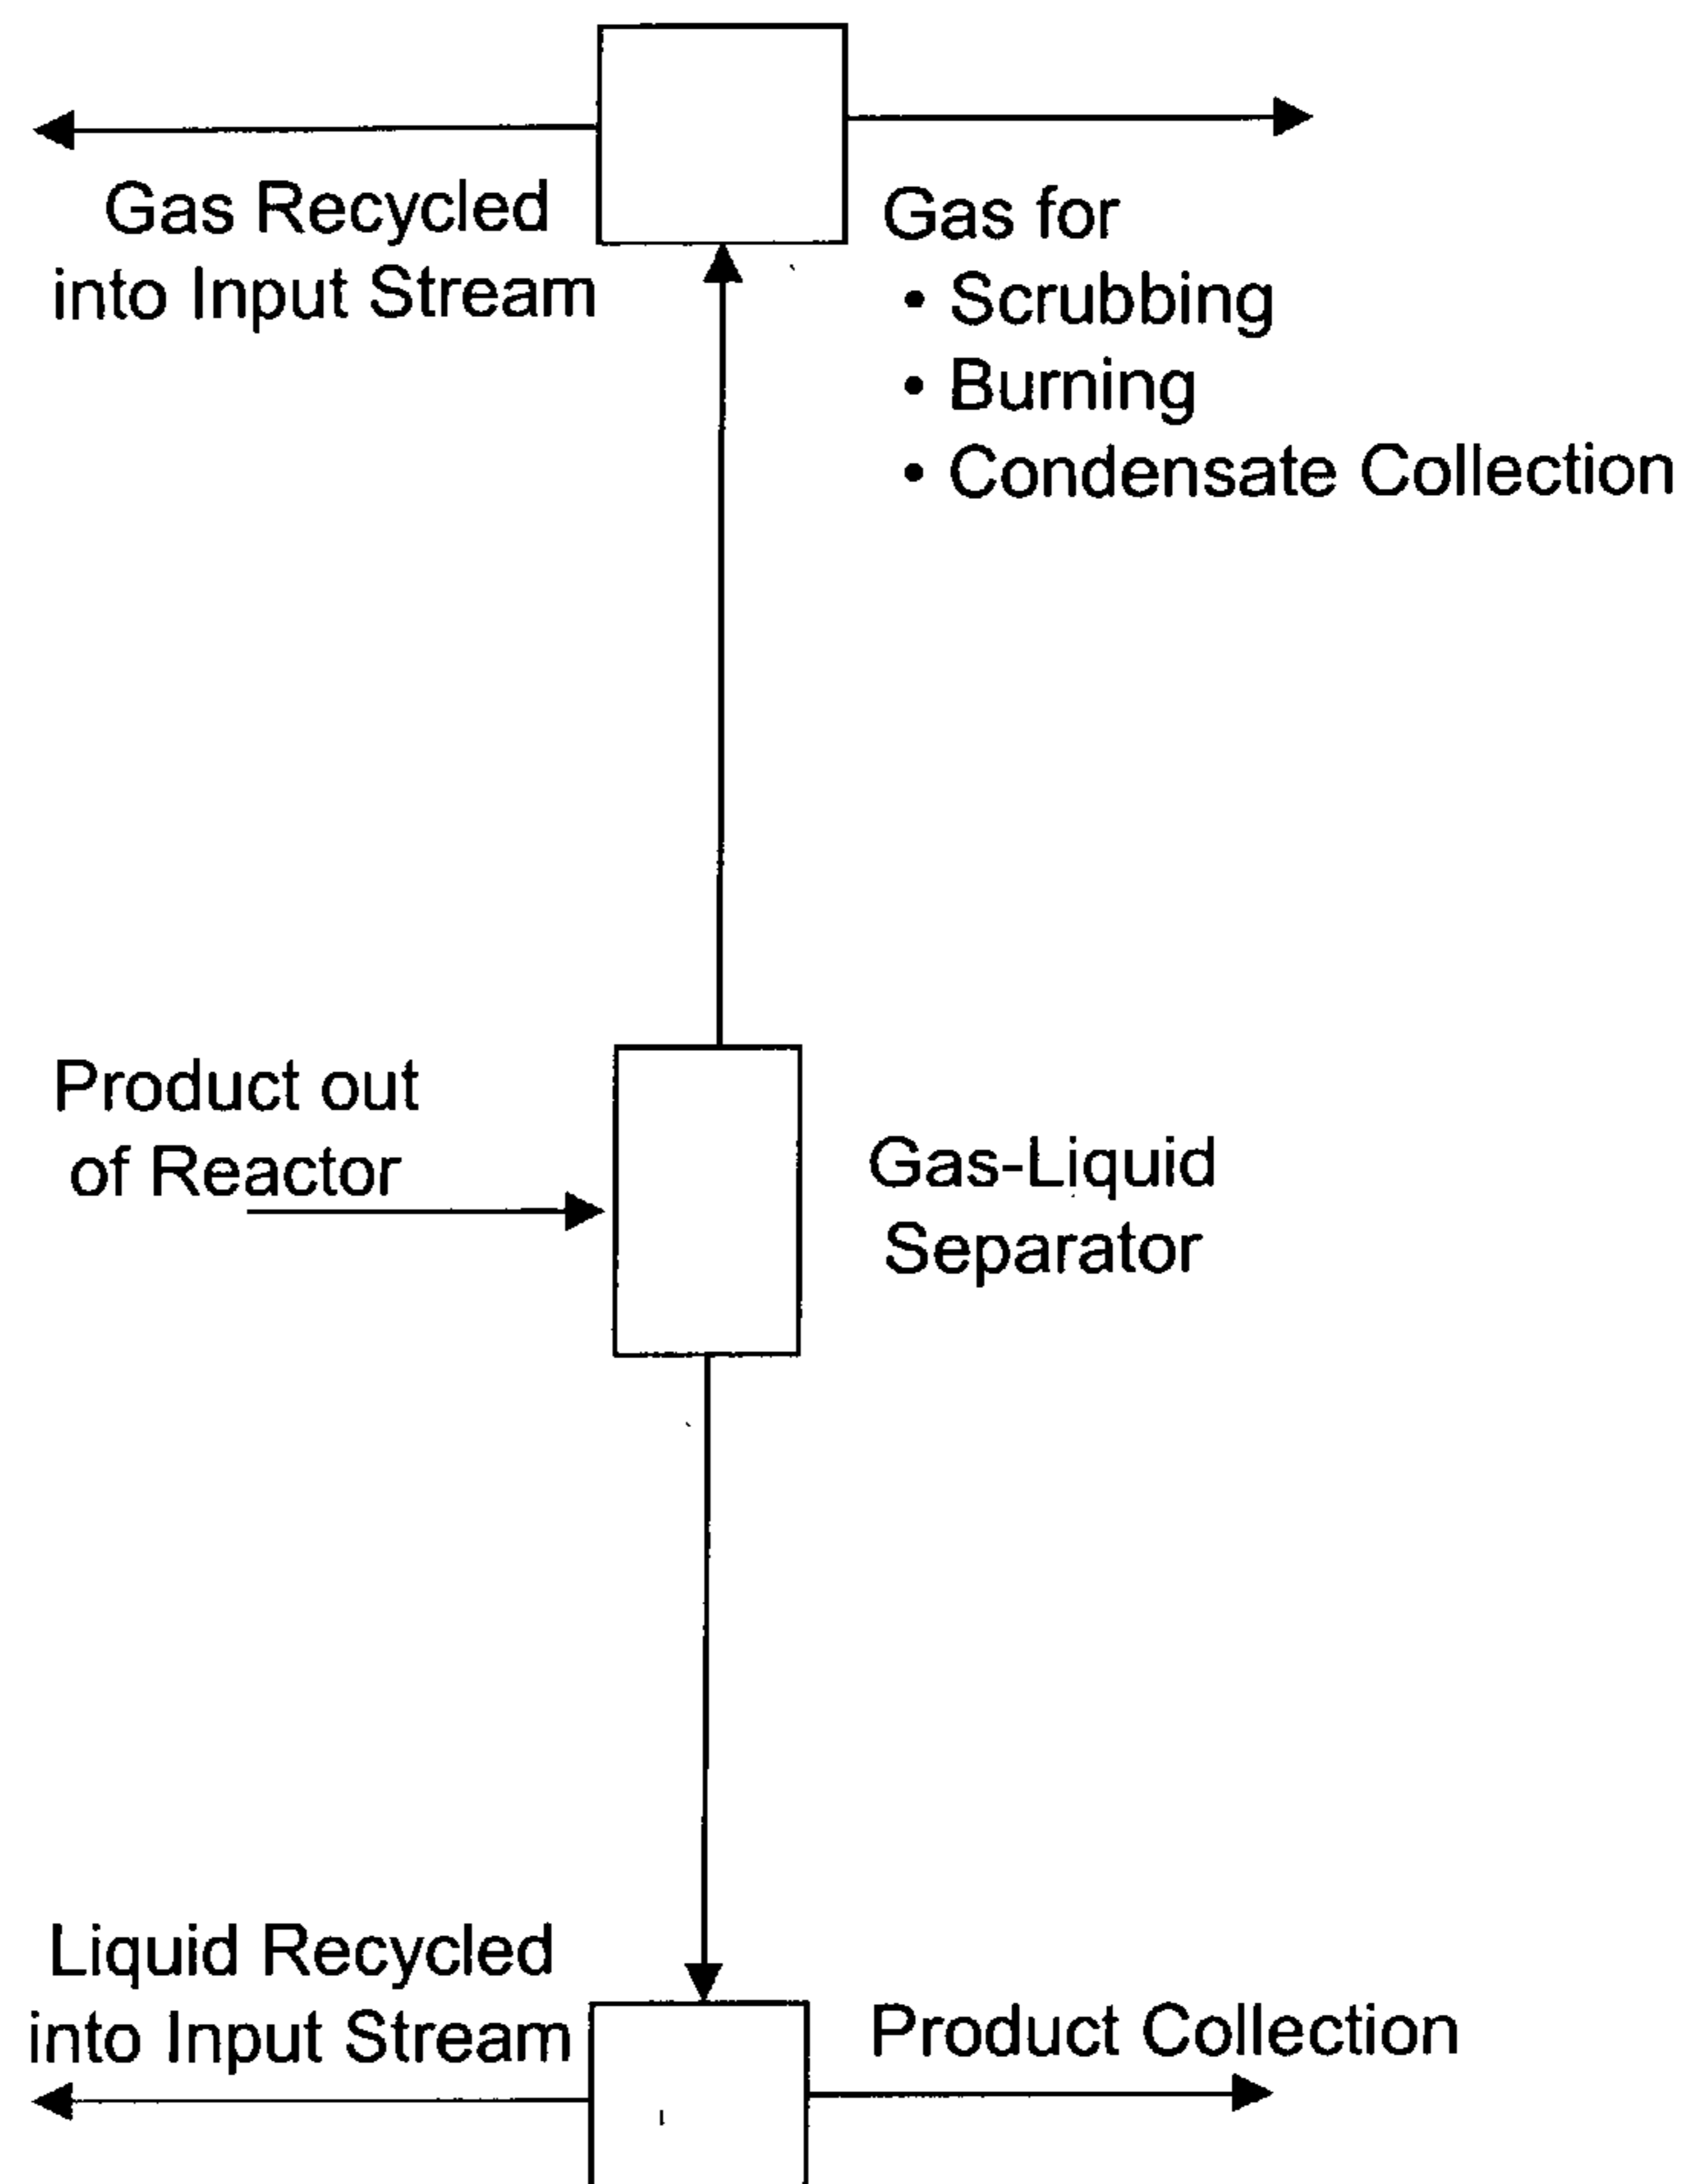 Gas Recycled
into Input Stream
Gas for
• Scrubbing
• Burning
• Condensate Collection
Product out
of Reactor
Gas-Liquid
Separator
Liquid Recycled
into Input Stream
Product Collection